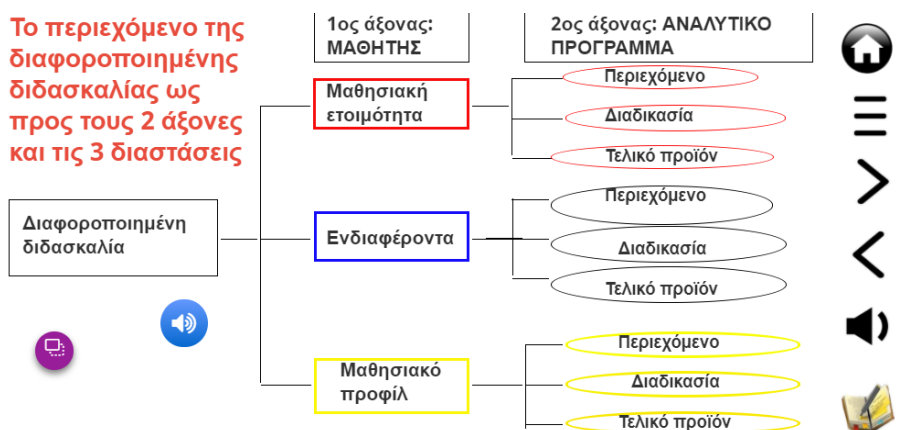 Το περιεχόμενο της
διαφοροποιημένης
διδασκαλίας ως
προς τους 2 άξονες
και τις 3 διαστάσεις
1ος άξονας:
ΜΑΘΗΤΗΣ
2ος άξονας: ΑΝΑΛΥΤΙΚΟ
ΠΡΟΓΡΑΜΜΑ
Διαφοροποιημένη
διδασκαλία
Μαθησιακή
ετοιμότητα
Περιεχόμενο
Διαδικασία
Τελικό προϊόν
Ενδιαφέροντα
Περιεχόμενο
Διαδικασία
Τελικό προϊόν
Μαθησιακό
προφίλ
Περιεχόμενο
Διαδικασία
Τελικό προϊόν